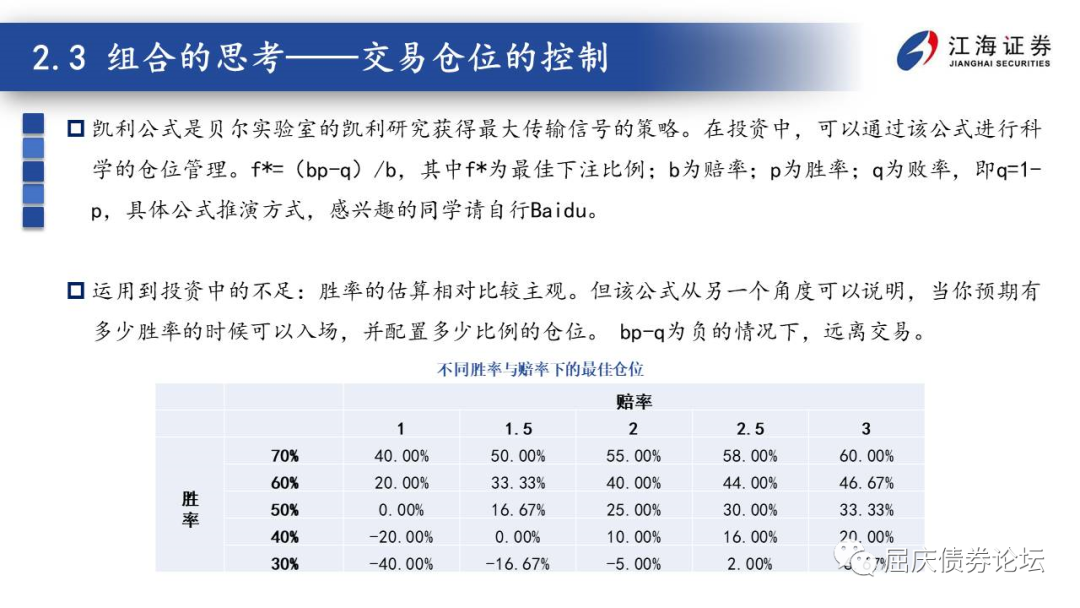 2.3 组合的思考——交易仓位的控制
江海证券
JIANGHAI SECURITIES
凯利公式是贝尔实验室的凯利研究获得最大传输信号的策略。在投资中，可以通过该公式进行科
学的仓位管理。f*=（bp-q）/b，其中f*为最佳下注比例；b为赔率；p为胜率；q为败率，即q=1-
p，具体公式推演方式，感兴趣的同学请自行Baidu。
运用到投资中的不足：胜率的估算相对比较主观。但该公式从另一个角度可以说明，当你预期有
多少胜率的时候可以入场，并配置多少比例的仓位。 bp-q为负的情况下，远离交易。
不同胜率与赔率下的最佳仓位
赔率
1 1.5 2 2.5 3
70% 40.00% 50.00% 55.00% 58.00% 60.00%
60% 20.00% 33.33% 40.00% 44.00% 46.67%
胜率
50% 0.00% 16.67% 25.00% 30.00% 33.33%
40% -20.00% 0.00% 10.00% 16.00% 20.00%
30% -40.00% -16.67% -5.00% 2.00%
屈庆债券论坛